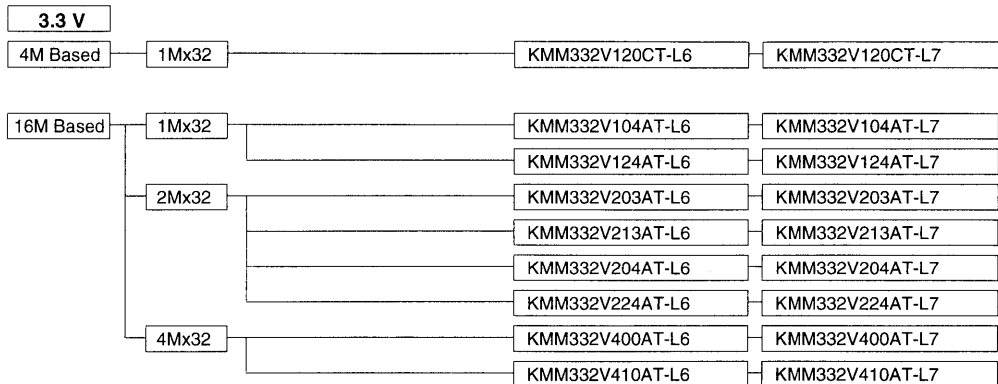 3.3 V
4M Based 1Mx32 KMM332V120CT-L6 KMM332V120CT-L7
16M Based 1Mx32 KMM332V104AT-L6 KMM332V104AT-L7
KMM332V124AT-L6 KMM332V124AT-L7
2Mx32 KMM332V203AT-L6 KMM332V203AT-L7
KMM332V213AT-L6 KMM332V213AT-L7
KMM332V204AT-L6 KMM332V204AT-L7
KMM332V224AT-L6 KMM332V224AT-L7
4Mx32 KMM332V400AT-L6 KMM332V400AT-L7
KMM332V410AT-L6 KMM332V410AT-L7